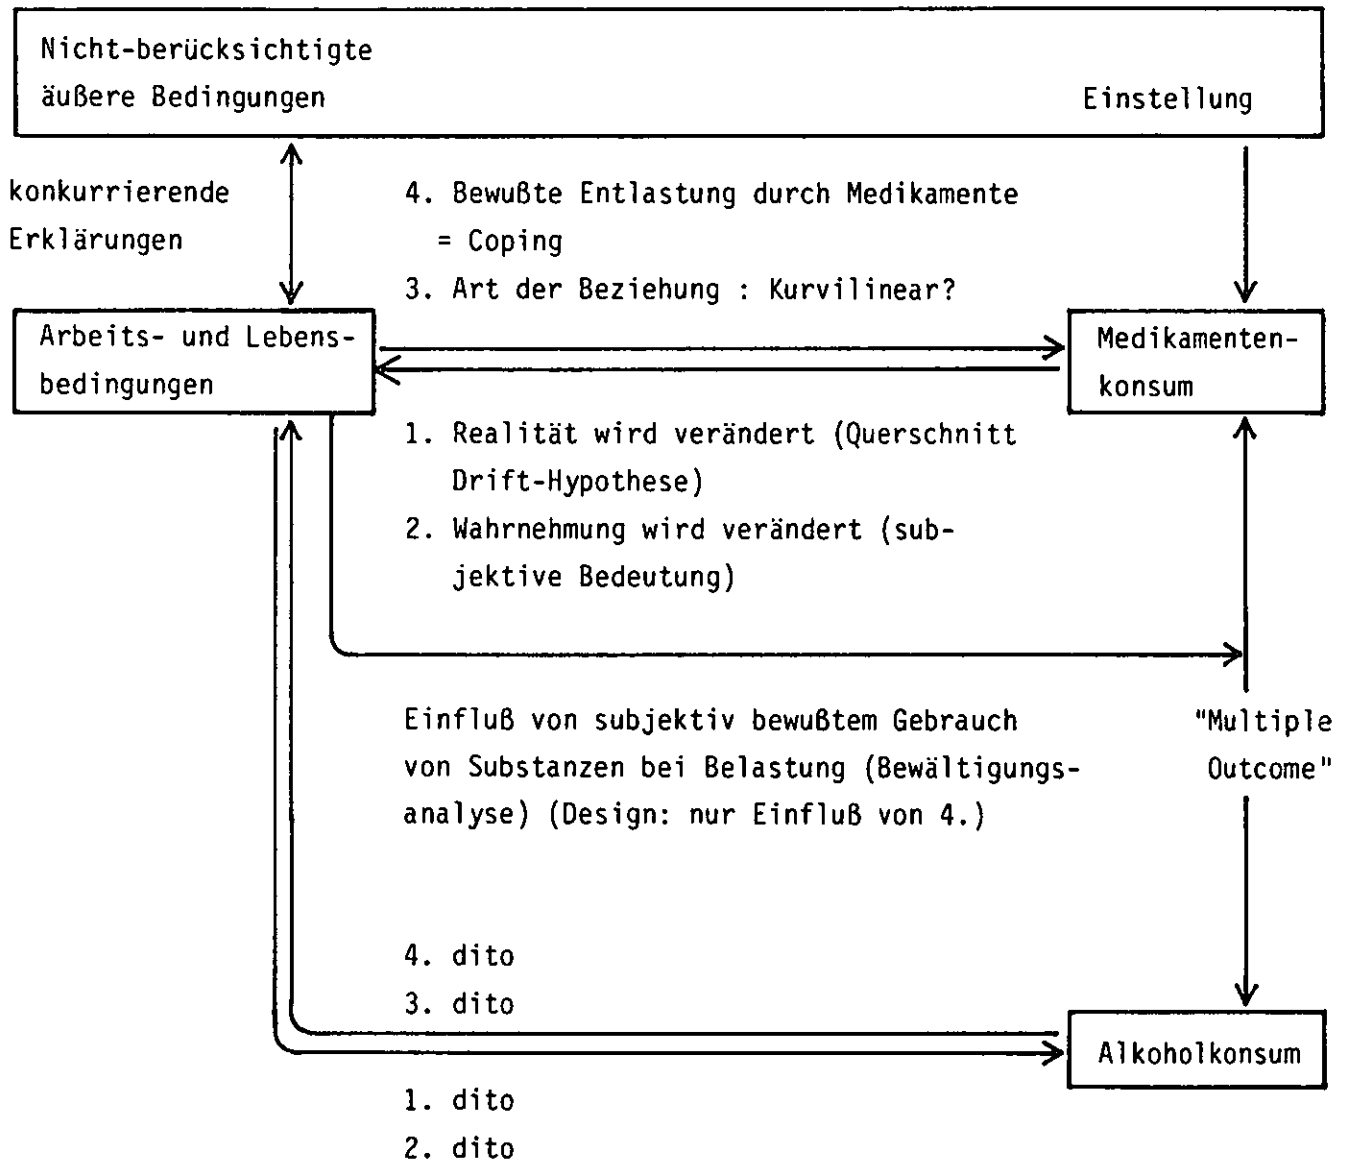 Nicht-berücksichtigte
äußere Bedingungen
Einstellung
konkurrierende
Erklärungen
4. Bewußte Entlastung durch Medikamente
= Coping
3. Art der Beziehung : Kurvilinear?
Arbeits- und Lebens-
bedingungen
Medikamenten-
konsum
1. Realität wird verändert (Querschnitt
Drift-Hypothese)
2. Wahrnehmung wird verändert (sub-
jektive Bedeutung)
Einfluß von subjektiv bewußtem Gebrauch
von Substanzen bei Belastung (Bewältigungs-
analyse) (Design: nur Einfluß von 4.)
"Multiple
Outcome"
4. dito
3. dito
Alkoholkonsum
1. dito
2. dito